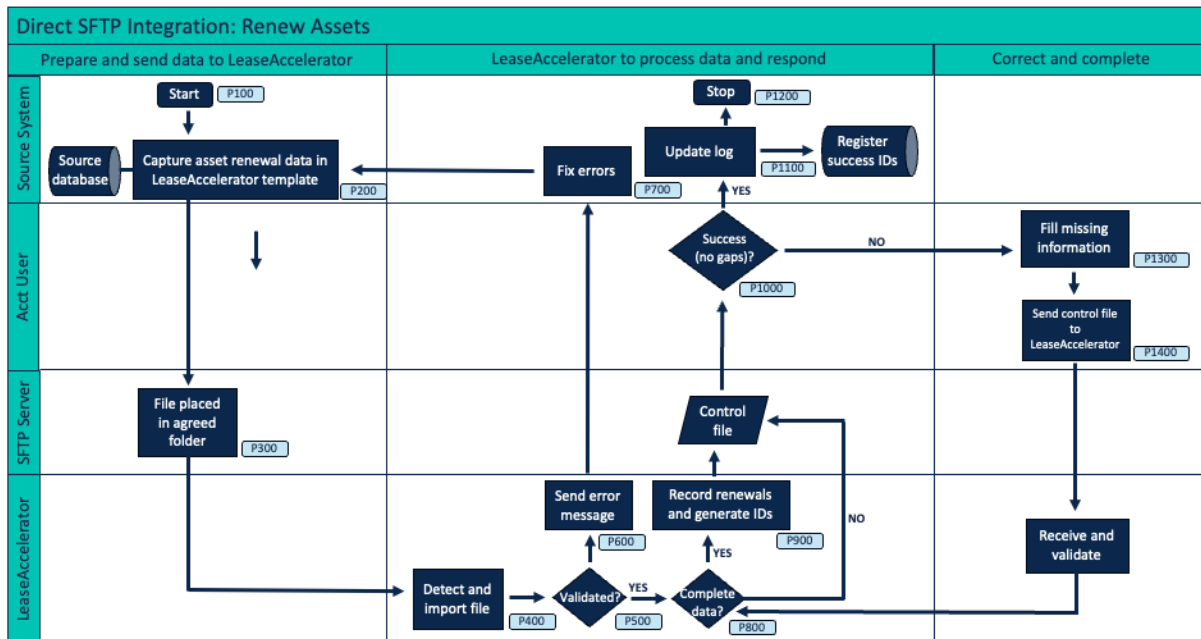 Direct SFTP Integration: Renew Assets
Prepare and send data to LeaseAccelerator
LeaseAccelerator to process data and respond
Correct and complete
Source System
Start
P100
Source
database
Capture asset renewal data in
LeaseAccelerator template
P200
Fix errors
P700
Stop
P1200
Update log
P1100
Register
success IDs
YES
Acct User
Success
(no gaps)?
P1000
NO
Fill missing
information
P1300
Send control file
to
LeaseAccelerator
P1400
SFTP Server
File placed
in agreed
folder
P300
Control
file
LeaseAccelerator
Send error
message
P600
Record renewals
and generate IDs
P900
NO
Receive and
validate
Detect and
import file
P400
Validated?
P500
YES
YES
Complete
data?
P800